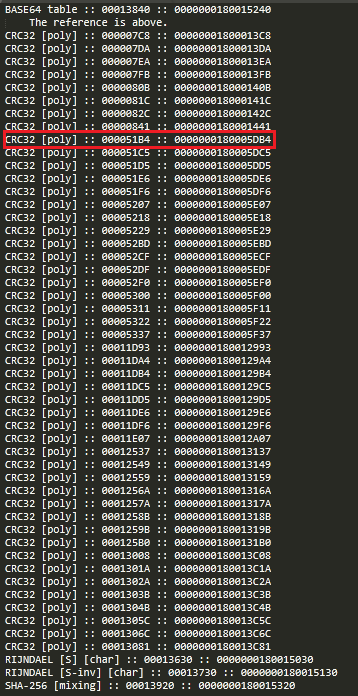 BASE64 table :: 00013840 :: 0000000180015240
The reference is above.
CRC32 [poly] :: 000007C8 :: 00000001800013C8
CRC32 [poly] :: 000007DA :: 00000001800013DA
CRC32 [poly] :: 000007EA :: 00000001800013EA
CRC32 [poly] :: 000007FB :: 00000001800013FB
CRC32 [poly] :: 0000080B :: 000000018000140B
CRC32 [poly] :: 0000081C :: 000000018000141C
CRC32 [poly] :: 0000082C :: 000000018000142C
CRC32 [poly] :: 00000841 :: 0000000180001441
CRC32 [poly] :: 000051B4 :: 0000000180005DB4
CRC32 [poly] :: 000051C5 :: 0000000180005DC5
CRC32 [poly] :: 000051D5 :: 0000000180005DD5
CRC32 [poly] :: 000051E6 :: 0000000180005DE6
CRC32 [poly] :: 000051F6 :: 0000000180005DF6
CRC32 [poly] :: 00005207 :: 0000000180005E07
CRC32 [poly] :: 00005218 :: 0000000180005E18
CRC32 [poly] :: 00005229 :: 0000000180005E29
CRC32 [poly] :: 000052BD :: 0000000180005EBD
CRC32 [poly] :: 000052CF :: 0000000180005ECF
CRC32 [poly] :: 000052DF :: 0000000180005EDF
CRC32 [poly] :: 000052F0 :: 0000000180005EF0
CRC32 [poly] :: 00005300 :: 0000000180005F00
CRC32 [poly] :: 00005311 :: 0000000180005F11
CRC32 [poly] :: 00005322 :: 0000000180005F22
CRC32 [poly] :: 00005337 :: 0000000180005F37
CRC32 [poly] :: 00011D93 :: 0000000180012993
CRC32 [poly] :: 00011DA4 :: 00000001800129A4
CRC32 [poly] :: 00011DB4 :: 00000001800129B4
CRC32 [poly] :: 00011DC5 :: 00000001800129C5
CRC32 [poly] :: 00011DD5 :: 00000001800129D5
CRC32 [poly] :: 00011DE6 :: 00000001800129E6
CRC32 [poly] :: 00011DF6 :: 00000001800129F6
CRC32 [poly] :: 00011E07 :: 0000000180012A07
CRC32 [poly] :: 00012537 :: 0000000180013137
CRC32 [poly] :: 00012549 :: 0000000180013149
CRC32 [poly] :: 00012559 :: 0000000180013159
CRC32 [poly] :: 0001256A :: 000000018001316A
CRC32 [poly] :: 0001257A :: 000000018001317A
CRC32 [poly] :: 0001258B :: 000000018001318B
CRC32 [poly] :: 0001259B :: 000000018001319B
CRC32 [poly] :: 000125B0 :: 00000001800131B0
CRC32 [poly] :: 00013008 :: 0000000180013C08
CRC32 [poly] :: 0001301A :: 0000000180013C1A
CRC32 [poly] :: 0001302A :: 0000000180013C2A
CRC32 [poly] :: 0001303B :: 0000000180013C3B
CRC32 [poly] :: 0001304B :: 0000000180013C4B
CRC32 [poly] :: 0001305C :: 0000000180013C5C
CRC32 [poly] :: 0001306C :: 0000000180013C6C
CRC32 [poly] :: 00013081 :: 0000000180013C81
RIJNDAEL [S] [char] :: 00013630 :: 0000000180015030
RIJNDAEL [S-inv] [char] :: 00013730 :: 0000000180015130
SHA-256 [mixing] :: 00013920 :: 0000000180015320